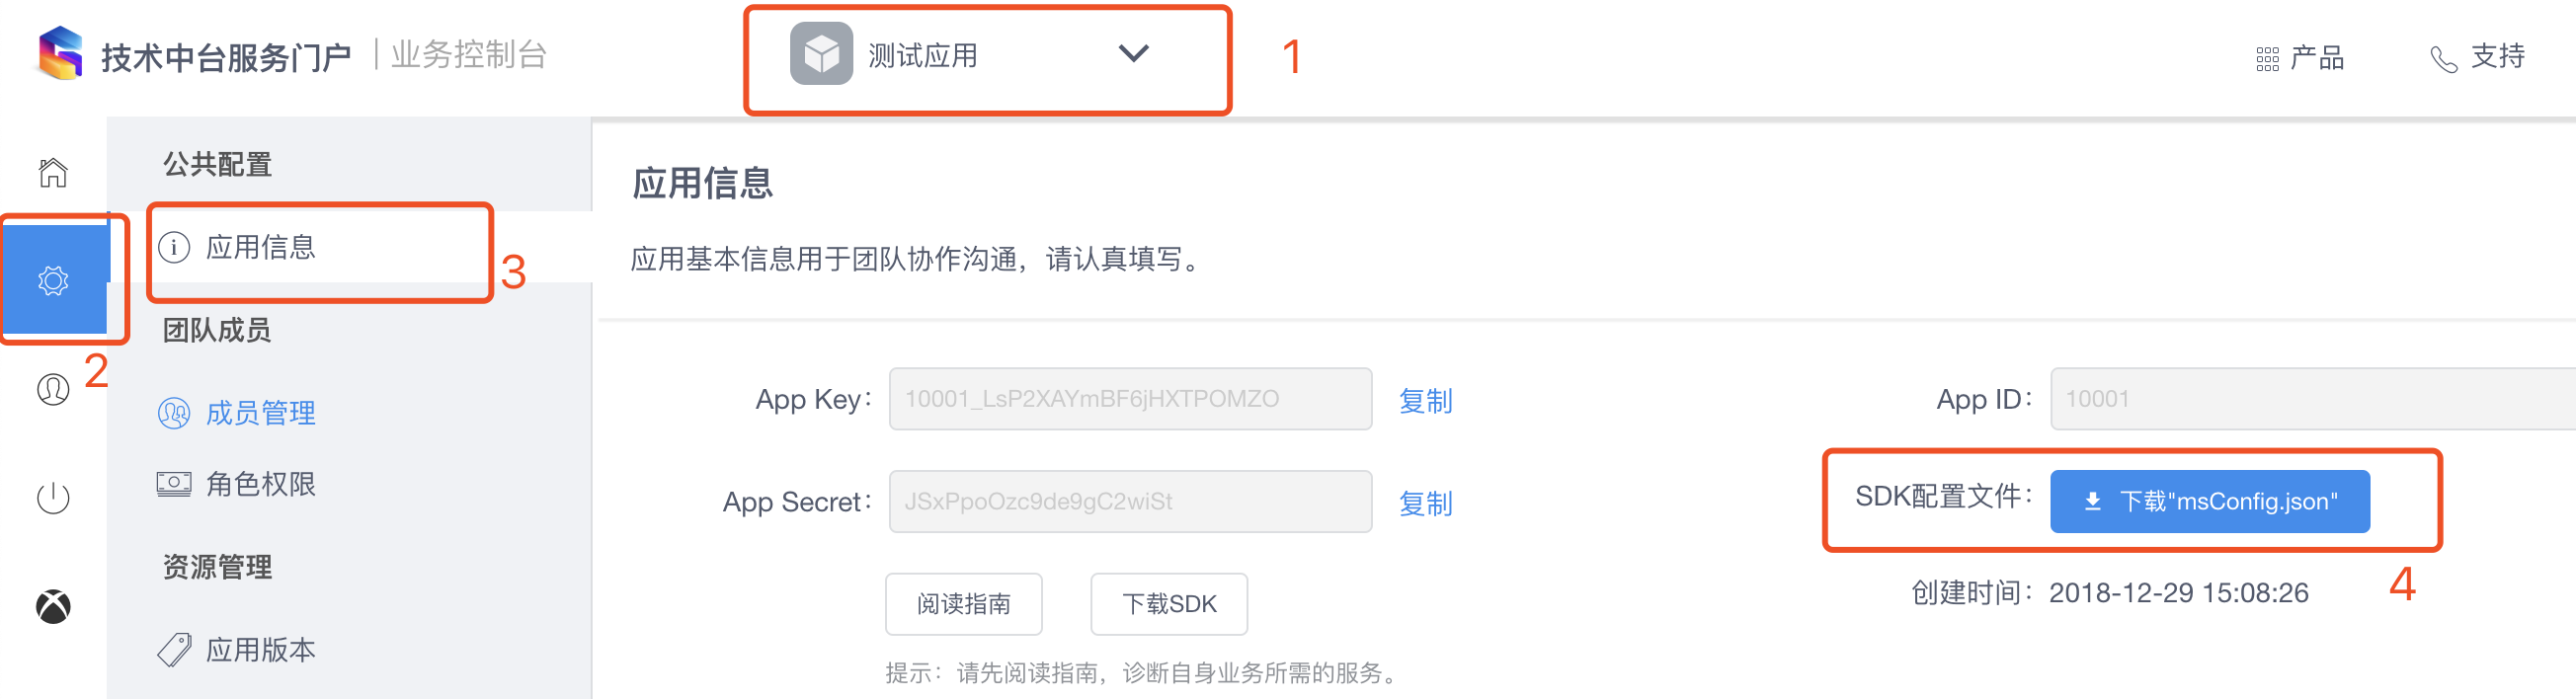 技术中台服务门户 | 业务控制台
测试应用
1
产品
支持
公共配置
应用信息
3
2
团队成员
成员管理
角色权限
资源管理
应用版本
应用信息
应用基本信息用于团队协作沟通，请认真填写。
App Key：
10001_LsP2XAYmBF6jHXTPOMZO
复制
App ID：
10001
App Secret：
JSxPpoOzc9de9gC2wiSt
复制
SDK配置文件：
下载"msConfig.json"
4
阅读指南
下载SDK
创建时间：
2018-12-29 15:08:26
提示：请先阅读指南，诊断自身业务所需的服务。